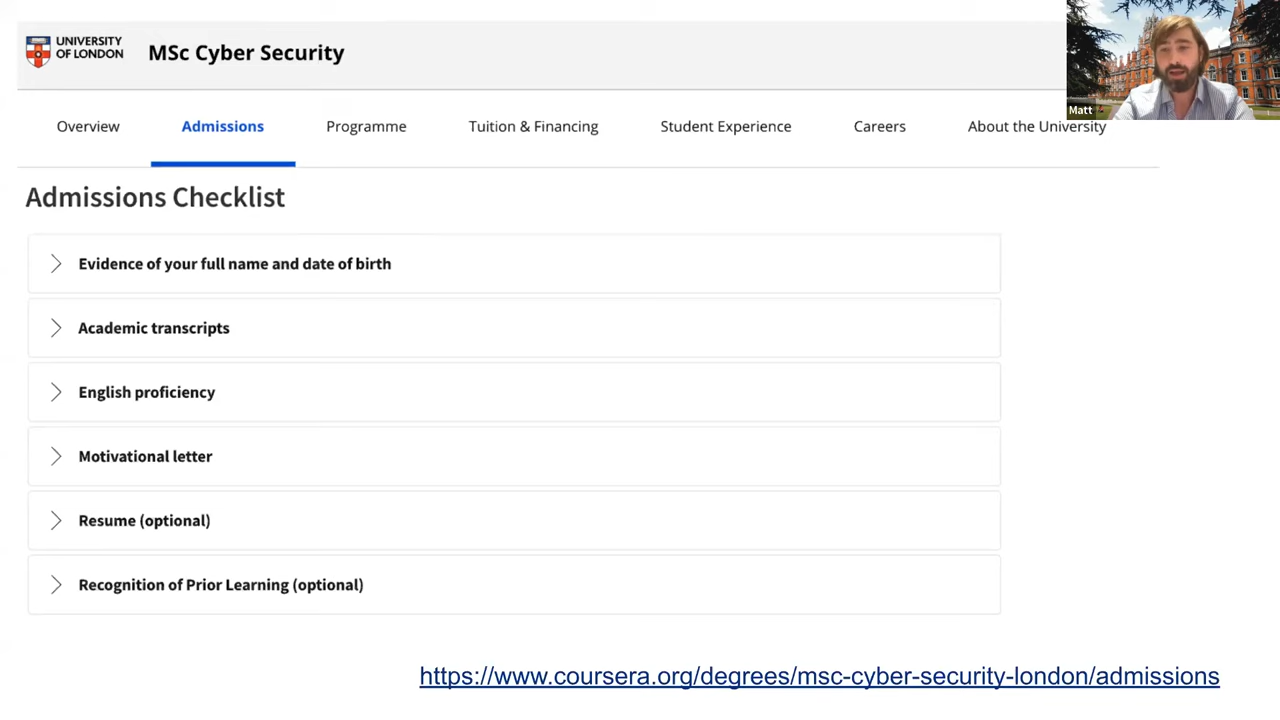 UNIVERSITY
OF LONDON
MSc Cyber Security
Matt
Overview
Admissions
Programme
Tuition & Financing
Student Experience
Careers
About the University
Admissions Checklist
Evidence of your full name and date of birth
Academic transcripts
English proficiency
Motivational letter
Resume (optional)
Recognition of Prior Learning (optional)
https://www.coursera.org/degrees/msc-cyber-security-london/admissions